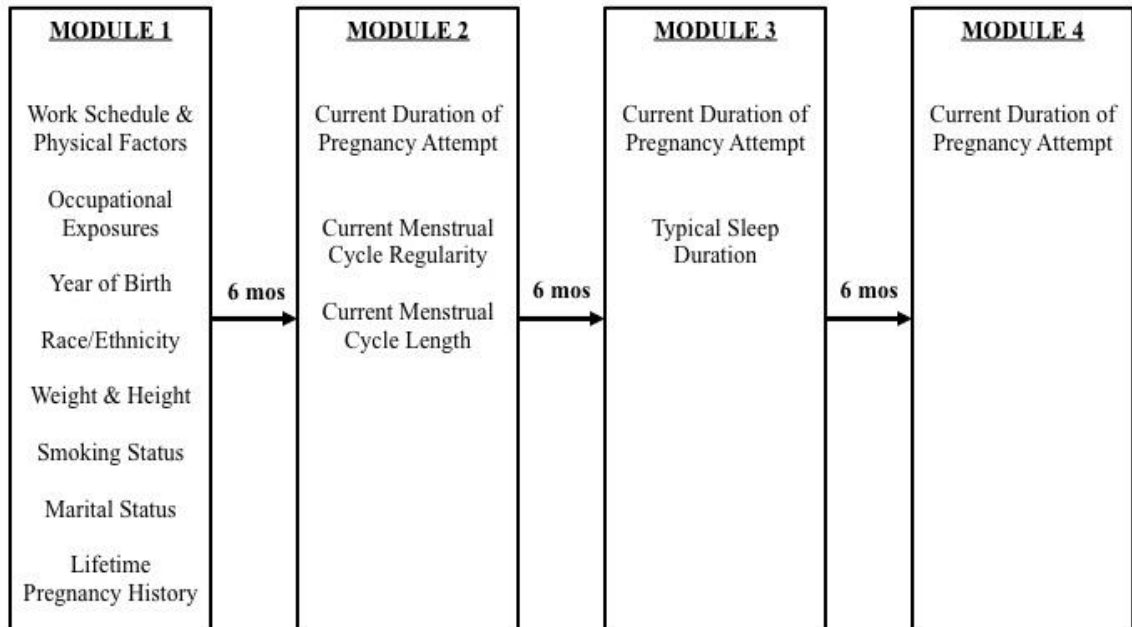 MODULE 1
Work Schedule &
Physical Factors
Occupational
Exposures
Year of Birth
Race/Ethnicity
Weight & Height
Smoking Status
Marital Status
Lifetime
Pregnancy History
6 mos
MODULE 2
Current Duration of
Pregnancy Attempt
Current Menstrual
Cycle Regularity
Current Menstrual
Cycle Length
6 mos
MODULE 3
Current Duration of
Pregnancy Attempt
Typical Sleep
Duration
6 mos
MODULE 4
Current Duration of
Pregnancy Attempt